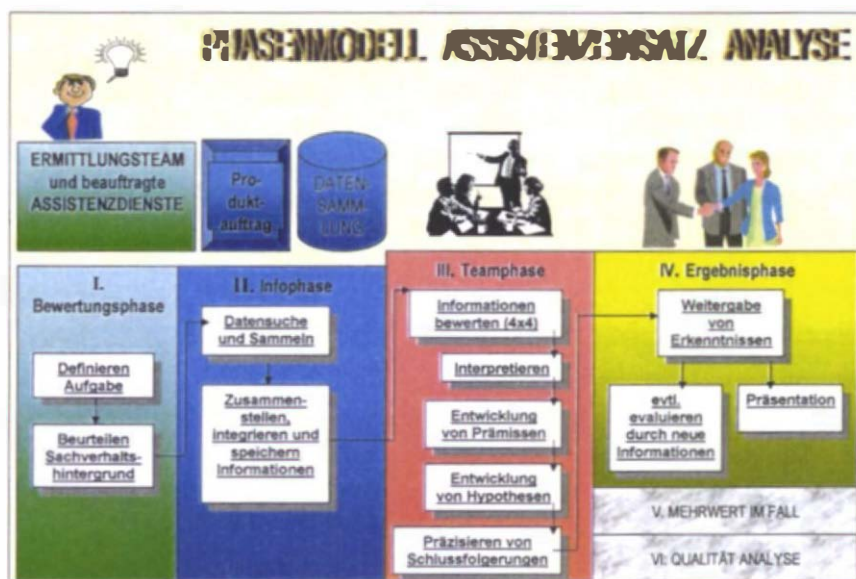 PHASENMODELL ASSISTENZEINSATZ ANALYSE
ERMITTLUNGSTEAM
und beauftragte
ASSISTENZDIENSTE
Pro-
dukt-
auftrag
DATEN-
SAMM-
LUNG
I.
Bewertungsphase
Definieren
Aufgabe
Beurteilen
Sachverhalts-
hintergrund
II. Infophase
Datensuche
und Sammeln
Zusammen-
stellen,
integrieren und
speichern
Informationen
III. Teamphase
Informationen
bewerten (4x4)
Interpretieren
Entwicklung
von Prämissen
Entwicklung
von Hypothesen
Präzisieren von
Schlussfolgerungen
IV. Ergebnisphase
Weitergabe
von
Erkenntnissen
evtl.
evaluieren
durch neue
Informationen
Präsentation
V. MEHRWERT IM FALL
VI: QUALITÄT ANALYSE